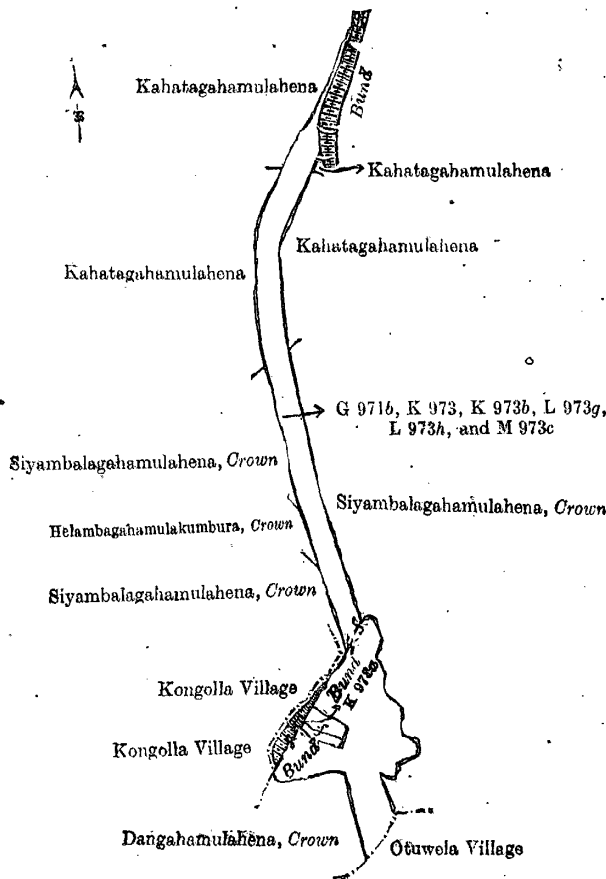 Kahatagahamulahena
Bund
Kahatagahamulahena
Kahatagahamulahena
Kahatagahamulahena
G 971b, K 973, K 973b, L 973g,
L 973h, and M 973c
Siyambalagahamulahena, Crown
Siyambalagahamulahena, Crown
Helambagahamulakumbura, Crown
Siyambalagahamulahena, Crown
Kongolla Village
Bund
K 973a
Kongolla Village
Bund
Dangahamulahena, Crown
Otuwela Village